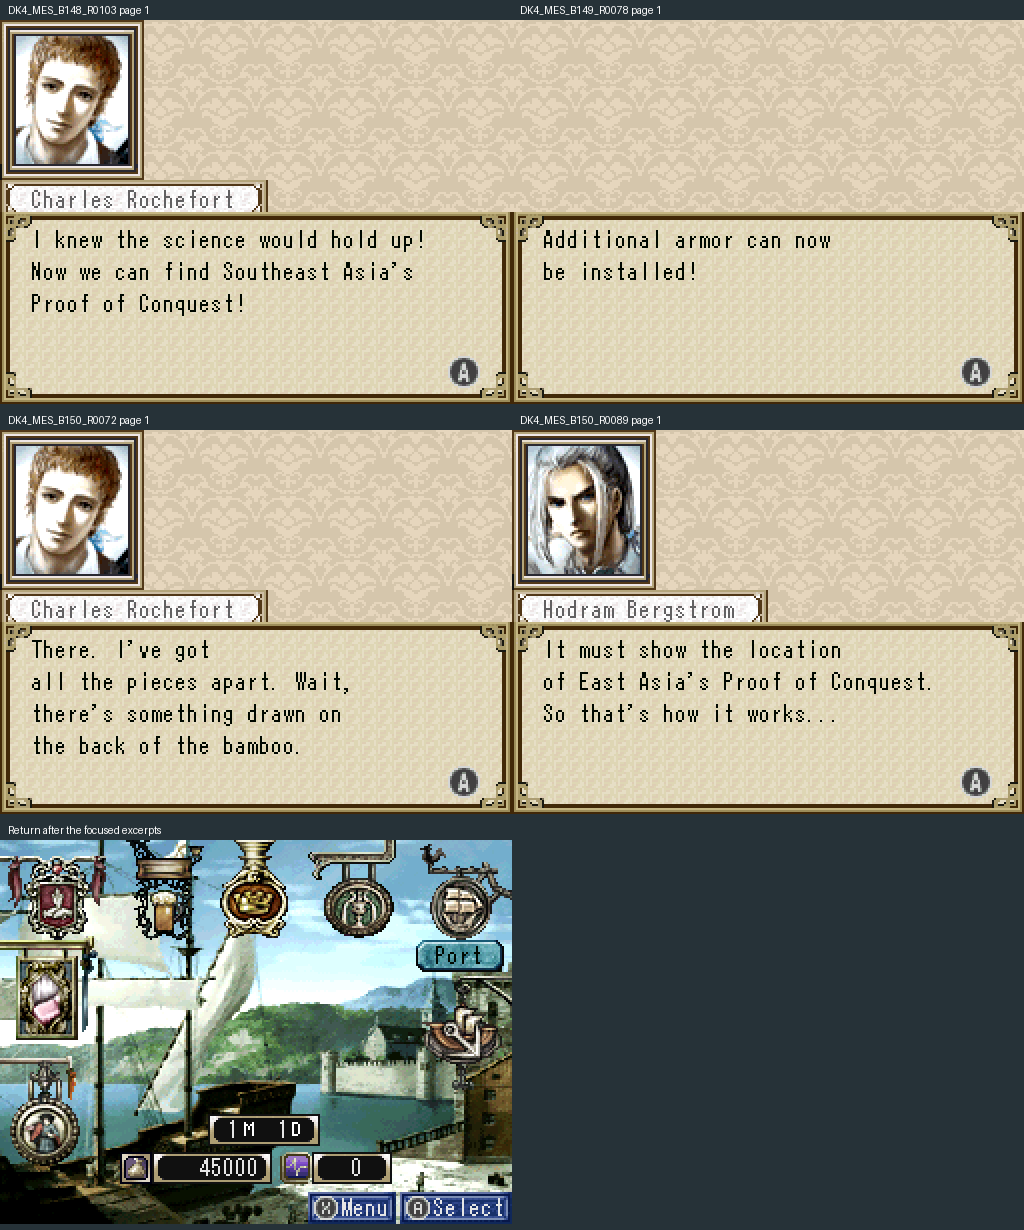 DK4_MES_B148_R0103 page 1
DK4_MES_B149_R0078 page 1
Charles Rochefort
I knew the science would hold up!
Now we can find Southeast Asia's
Proof of Conquest!
A
Additional armor can now
be installed!
A
DK4_MES_B150_R0072 page 1
DK4_MES_B150_R0089 page 1
Charles Rochefort
There. I've got
all the pieces apart. Wait,
there's something drawn on
the back of the bamboo.
A
Hodram Bergstrom
It must show the location
of East Asia's Proof of Conquest.
So that's how it works...
A
Return after the focused excerpts
Port
1M 1D
45000
0
X Menu
A Select